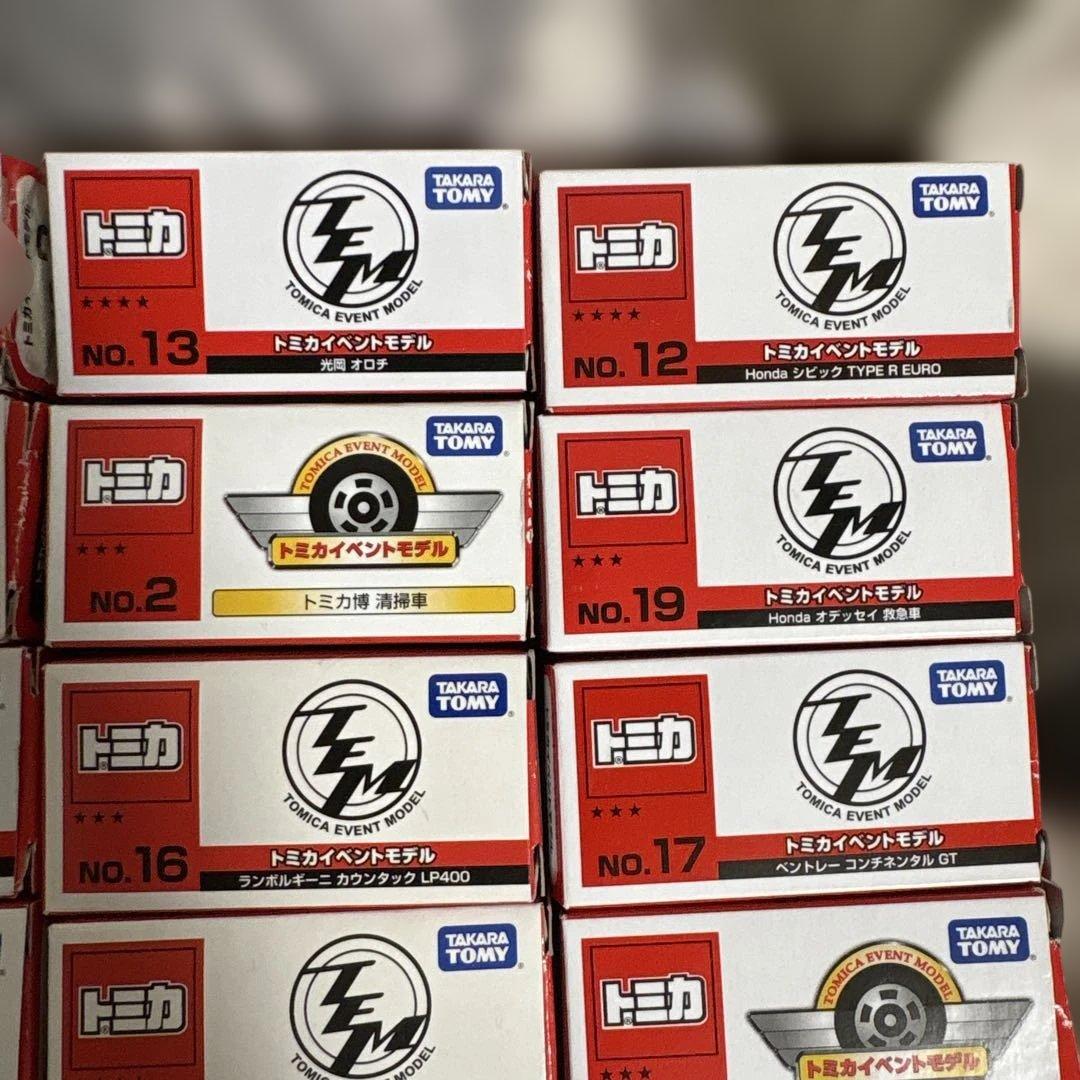 トミカ
TEM
TOMICA EVENT MODEL
TAKARA
TOMY
★★★★
NO. 13
トミカイベントモデル
光岡 オロチ
トミカ
TEM
TOMICA EVENT MODEL
TAKARA
TOMY
★★★★
NO. 12
トミカイベントモデル
Honda シビック TYPE R EURO
トミカ
TOMICA EVENT MODEL
TAKARA
TOMY
★★★
トミカイベントモデル
NO. 2
トミカ博 清掃車
トミカ
TEM
TOMICA EVENT MODEL
TAKARA
TOMY
★★★
NO. 19
トミカイベントモデル
Honda オデッセイ 救急車
トミカ
TEM
TOMICA EVENT MODEL
TAKARA
TOMY
★★★
NO. 16
トミカイベントモデル
ランボルギーニ カウンタック LP400
トミカ
TEM
TOMICA EVENT MODEL
TAKARA
TOMY
★★★
NO. 17
トミカイベントモデル
ベントレー コンチネンタル GT
トミカ
TEM
TOMICA EVENT MODEL
TAKARA
TOMY
トミカ
TOMICA EVENT MODEL
TAKARA
TOMY
★★★
トミカイベントモデル